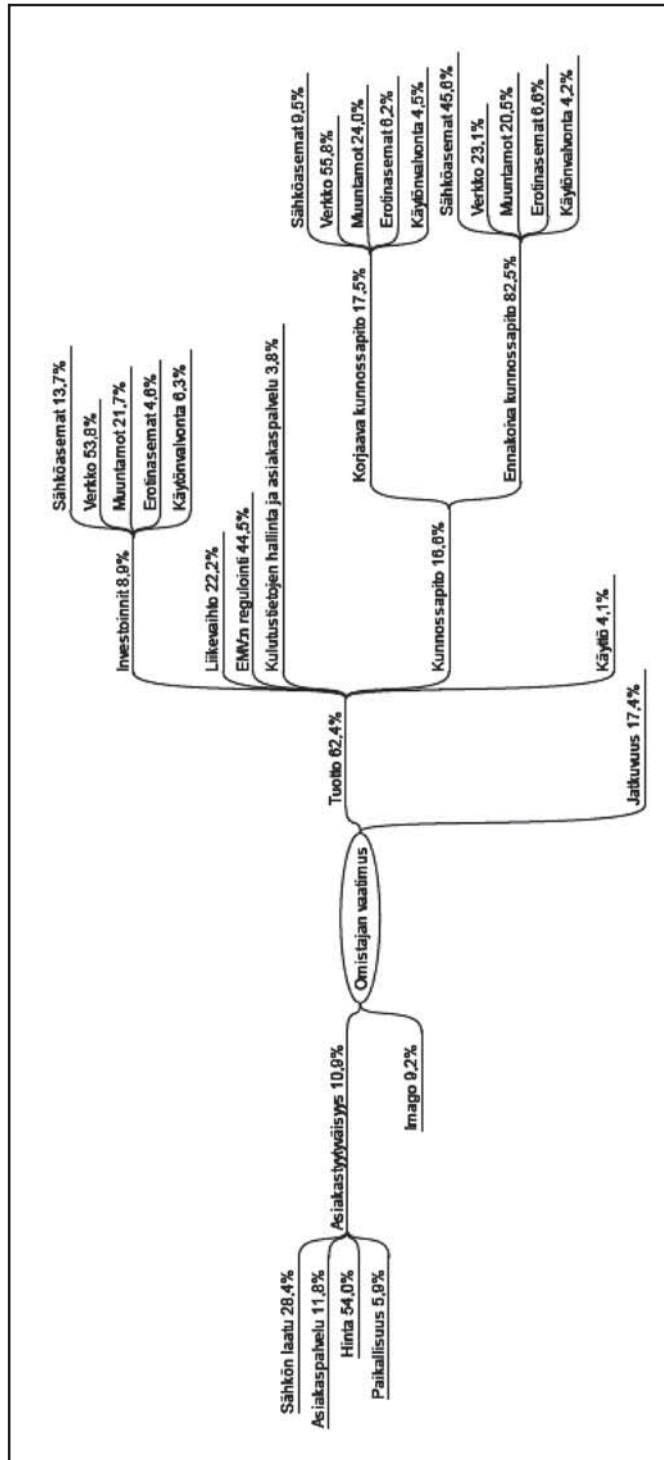 Omistajan vaatimus
Asiakastyytyväisyys 10,9%
Sähkön laatu 28,4%
Asiakaspalvelu 11,8%
Hinta 54,0%
Paikallisuus 5,9%
Imago 9,2%
Tuotto 62,4%
Investoinnit 8,9%
Sähköasemat 13,7%
Verkko 53,8%
Muuntamot 21,7%
Erotinasemat 4,6%
Käytönvalvonta 6,3%
Liikevaihto 22,2%
EMV:n regulointi 44,5%
Kulutustietojen hallinta ja asiakaspalvelu 3,8%
Kunnossapito 16,6%
Korjaava kunnossapito 17,5%
Sähköasemat 9,5%
Verkko 55,8%
Muuntamot 24,0%
Erotinasemat 6,2%
Käytönvalvonta 4,5%
Ennakoiva kunnossapito 82,5%
Sähköasemat 45,6%
Verkko 23,1%
Muuntamot 20,5%
Erotinasemat 6,6%
Käytönvalvonta 4,2%
Käyttö 4,1%
Jatkuvuus 17,4%